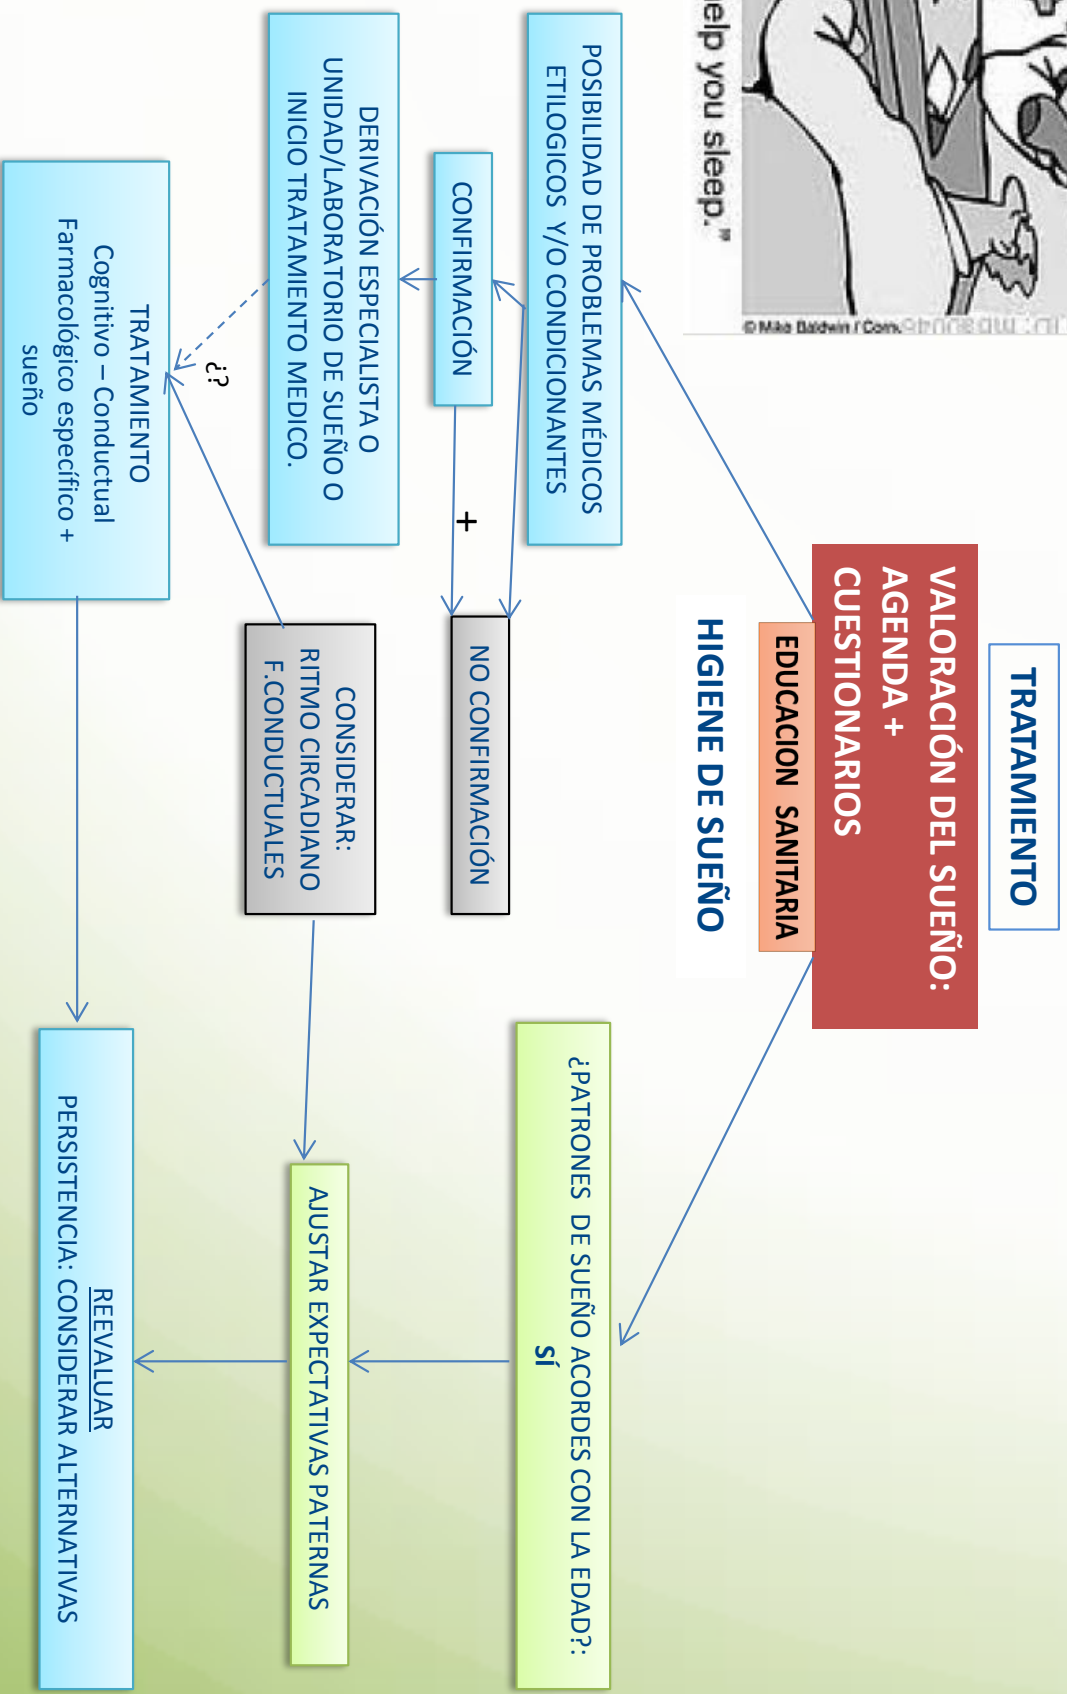 TRATAMIENTO
VALORACIÓN DEL SUEÑO:
AGENDA +
CUESTIONARIOS
EDUCACION SANITARIA
HIGIENE DE SUEÑO
elp you sleep."
© Mike Baldwin / Corn
POSIBILIDAD DE PROBLEMAS MÉDICOS
ETILOGICOS Y/O CONDICIONANTES
¿PATRONES DE SUEÑO ACORDES CON LA EDAD?:
SÍ
CONFIRMACIÓN
+
NO CONFIRMACIÓN
DERIVACIÓN ESPECIALISTA O
UNIDAD/LABORATORIO DE SUEÑO O
INICIO TRATAMIENTO MEDICO.
CONSIDERAR:
RITMO CIRCADIANO
F.CONDUCTUALES
AJUSTAR EXPECTATIVAS PATERNAS
¿?
TRATAMIENTO
Cognitivo – Conductual
Farmacológico específico +
sueño
REEVALUAR
PERSISTENCIA: CONSIDERAR ALTERNATIVAS